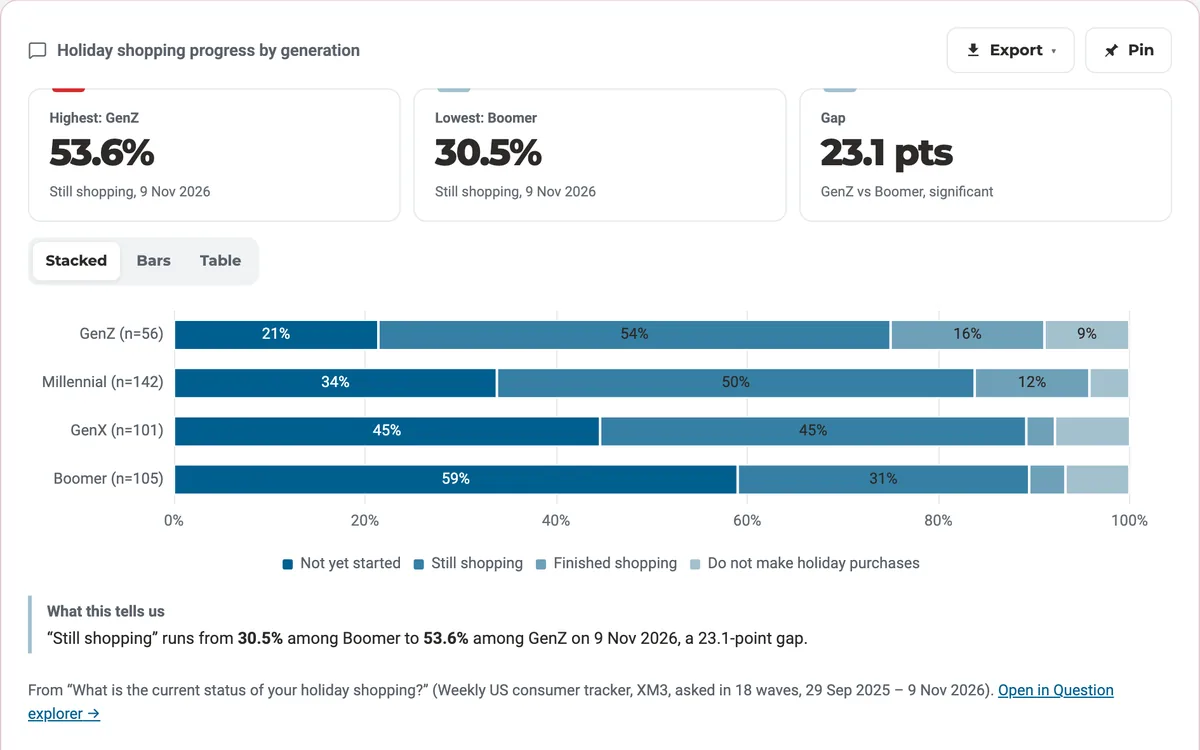 Holiday shopping progress by generation
Export ▾
Pin
Highest: GenZ
53.6%
Still shopping, 9 Nov 2026
Lowest: Boomer
30.5%
Still shopping, 9 Nov 2026
Gap
23.1 pts
GenZ vs Boomer, significant
Stacked Bars Table
GenZ (n=56) 21% 54% 16% 9%
Millennial (n=142) 34% 50% 12%
GenX (n=101) 45% 45%
Boomer (n=105) 59% 31%
0% 20% 40% 60% 80% 100%
Not yet started Still shopping Finished shopping Do not make holiday purchases
What this tells us
“Still shopping” runs from 30.5% among Boomer to 53.6% among GenZ on 9 Nov 2026, a 23.1-point gap.
From “What is the current status of your holiday shopping?” (Weekly US consumer tracker, XM3, asked in 18 waves, 29 Sep 2025 – 9 Nov 2026). Open in Question
explorer →